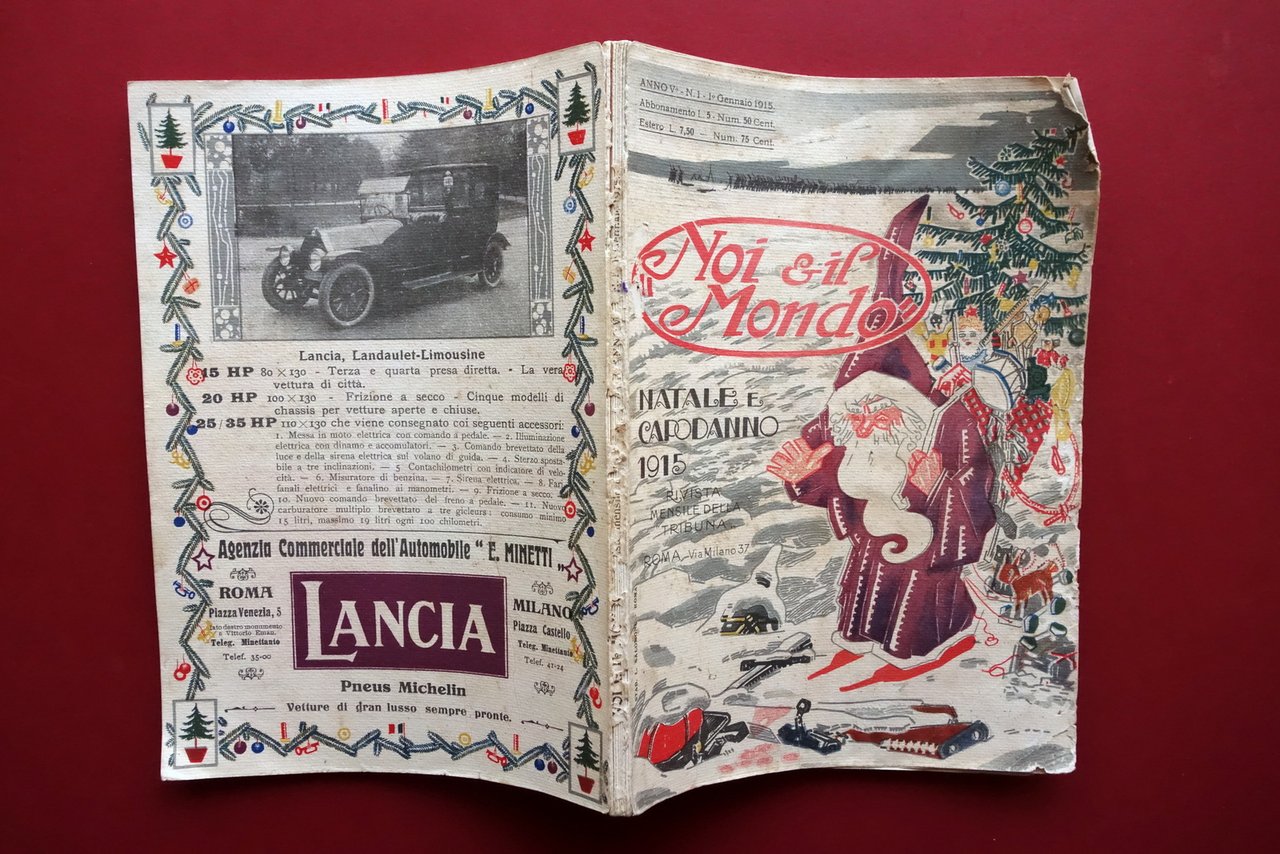 Lancia, Landaulet-Limousine
15 HP 80 × 130 - Terza e quarta presa diretta. - La vera
vettura di città.
20 HP 100 × 130 - Frizione a secco - Cinque modelli di
chassis per vetture aperte e chiuse.
25/35 HP 110 × 130 che viene consegnato coi seguenti accessori:
1. Messa in moto elettrica con comando a pedale. — 2. Illuminazione
elettrica con dinamo e accumulatori. — 3. Comando brevettato della
luce e della sirena elettrica sul volano di guida. — 4. Sterzo sposta-
bile a tre inclinazioni. — 5 Contachilometri con indicatore di velo-
cità. — 6. Misuratore di benzina. — 7. Sirena elettrica. — 8. Fari
fanali elettrici e fanalino ai manometri. — 9. Frizione a secco. —
10. Nuovo comando brevettato del freno a pedale. — 11. Nuovo
carburatore multiplo brevettato a tre gicleurs: consumo minimo
15 litri, massimo 19 litri ogni 100 chilometri.
Agenzia Commerciale dell'Automobile "E. MINETTI„
ROMA
Piazza Venezia, 5
lato destro monumento
a Vittorio Eman.
Teleg. Minettauto
Telef. 35-00
LANCIA
MILANO
Piazza Castello
Teleg. Minettauto
Telef. 41-24
Pneus Michelin
Vetture di gran lusso sempre pronte.
ANNO Vº - N. 1 - 1º Gennaio 1915.
Abbonamento L. 5 - Num. 50 Cent.
Estero L. 7,50 — Num. 75 Cent.
Noi & il
Mondo
NATALE E
CAPODANNO
1915
RIVISTA
MENSILE DELLA
TRIBUNA
ROMA - Via Milano 37